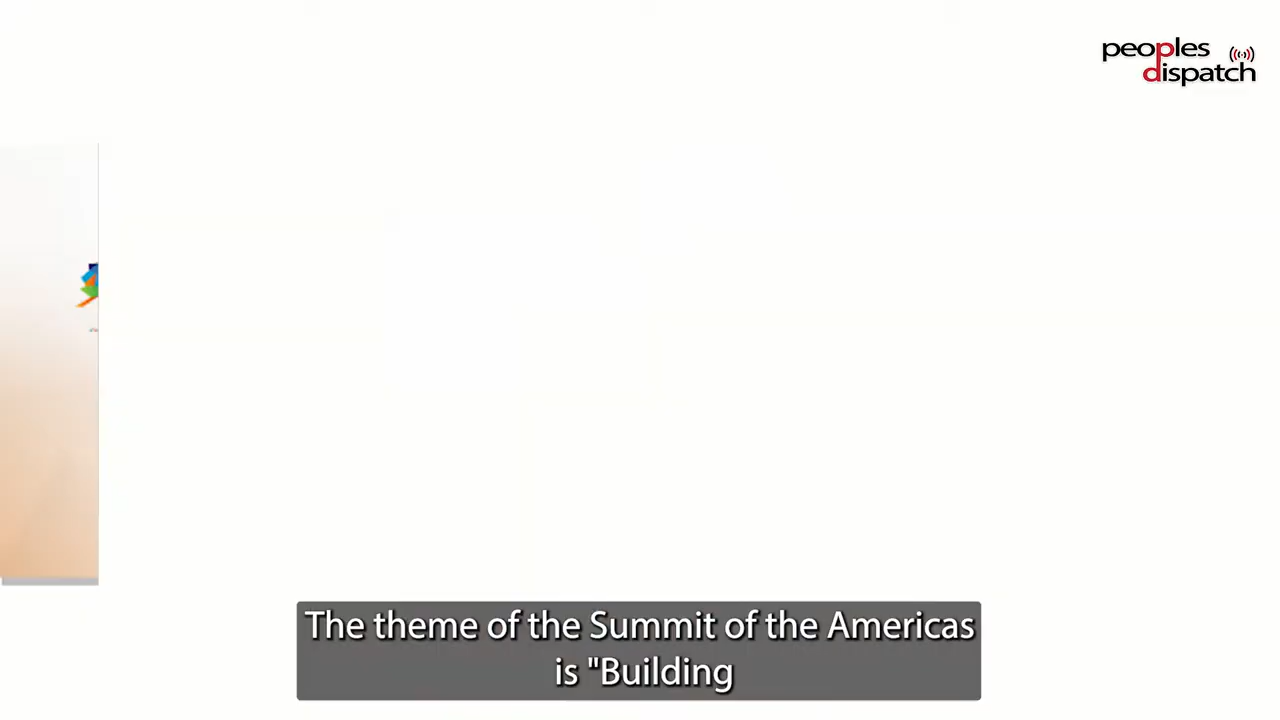 peoples
dispatch
The theme of the Summit of the Americas
is "Building